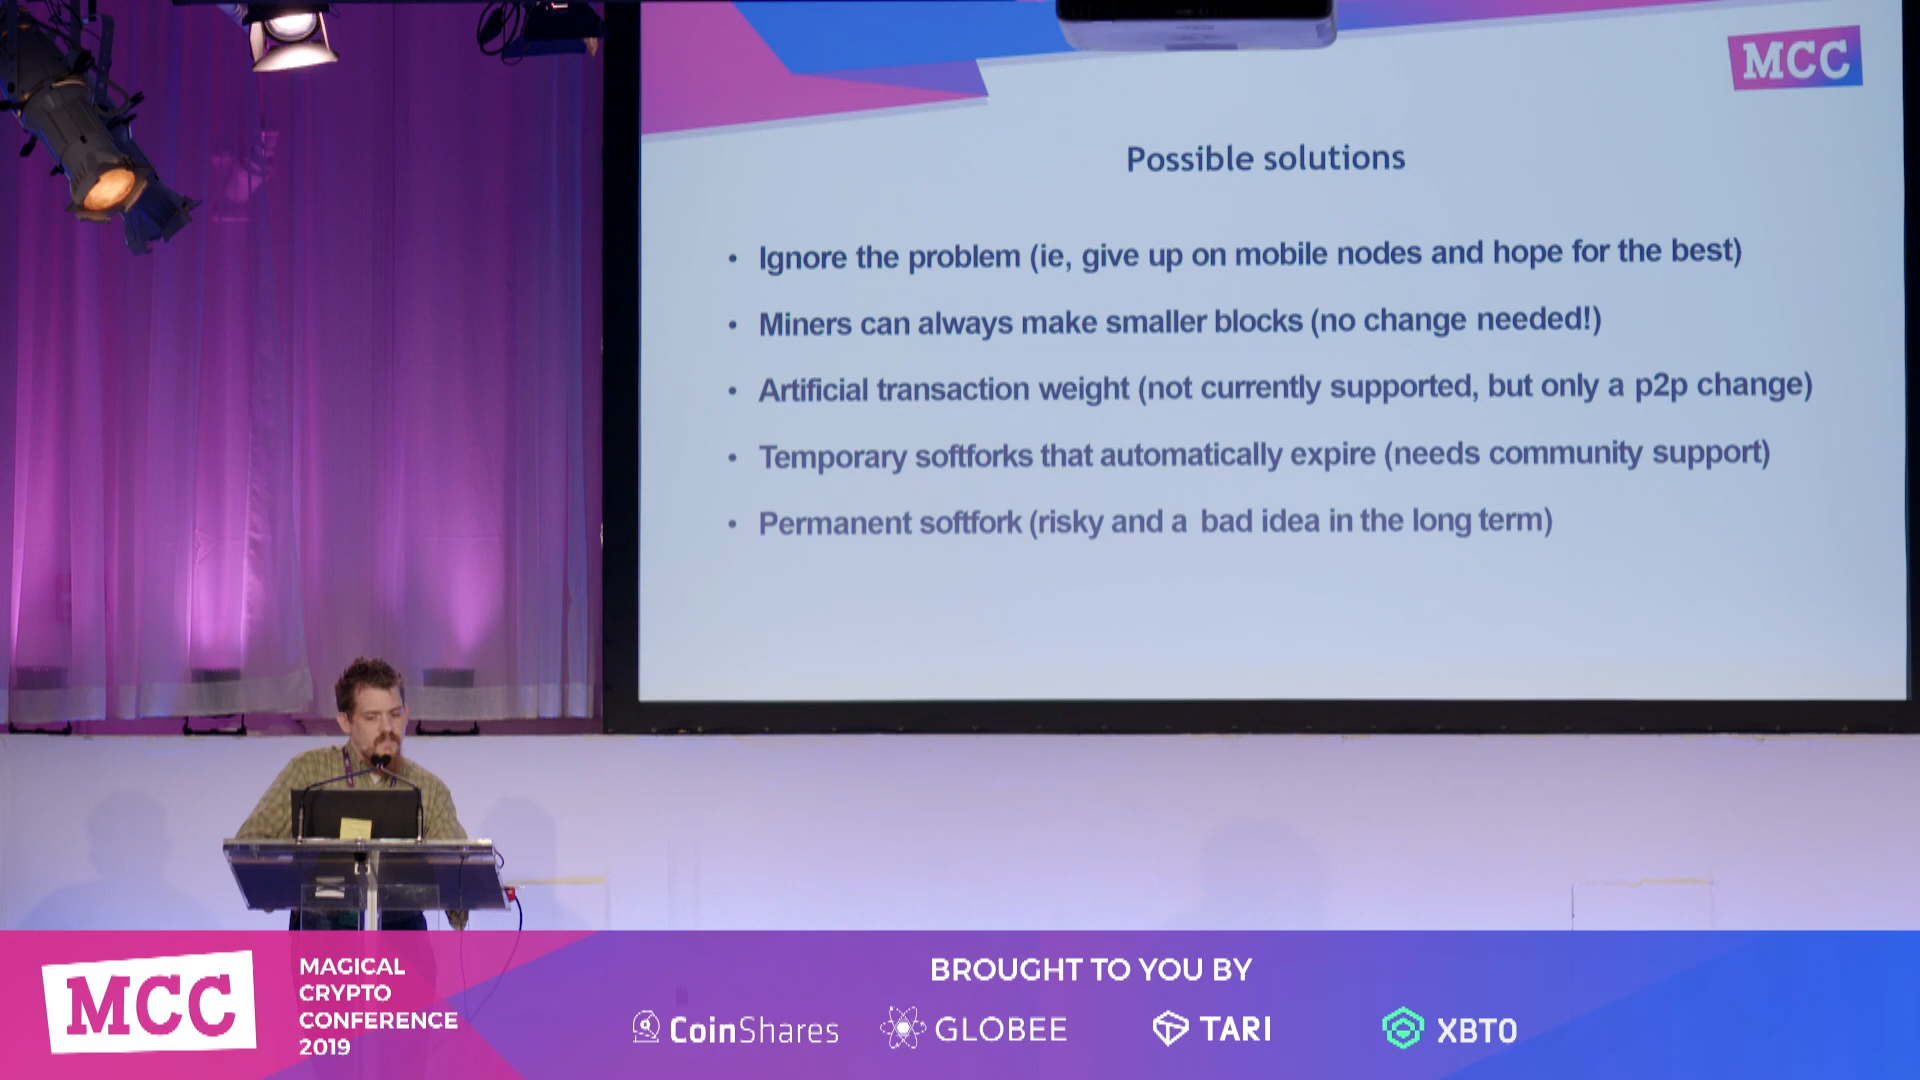 MCC
Possible solutions
• Ignore the problem (ie, give up on mobile nodes and hope for the best)
• Miners can always make smaller blocks (no change needed!)
• Artificial transaction weight (not currently supported, but only a p2p change)
• Temporary softforks that automatically expire (needs community support)
• Permanent softfork (risky and a bad idea in the long term)
MCC
MAGICAL
CRYPTO
CONFERENCE
2019
BROUGHT TO YOU BY
CoinShares
GLOBEE
TARI
XBTO